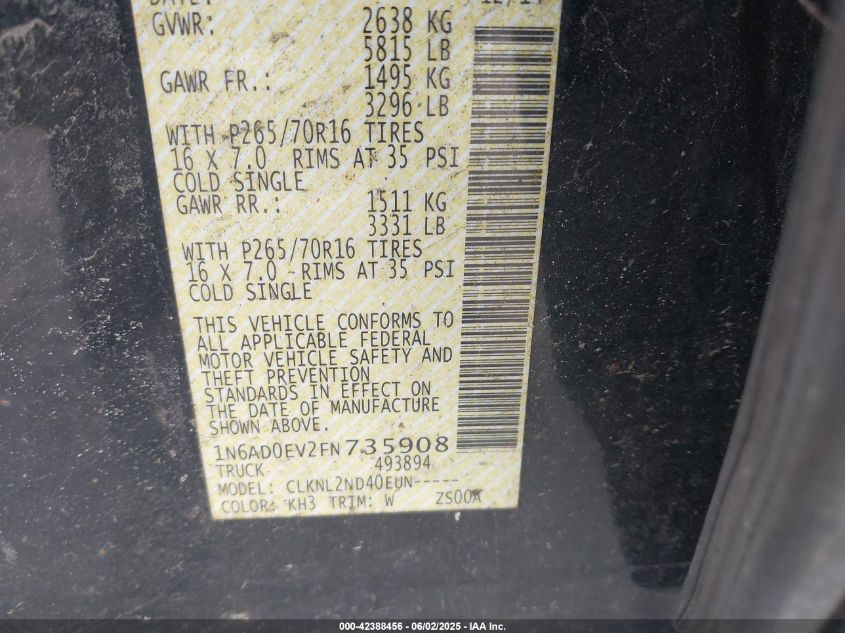 GVWR: 2638 KG
5815 LB
GAWR FR.: 1495 KG
3296 LB
WITH P265/70R16 TIRES
16 X 7.0 RIMS AT 35 PSI
COLD SINGLE
GAWR RR.: 1511 KG
3331 LB
WITH P265/70R16 TIRES
16 X 7.0 RIMS AT 35 PSI
COLD SINGLE
THIS VEHICLE CONFORMS TO
ALL APPLICABLE FEDERAL
MOTOR VEHICLE SAFETY AND
THEFT PREVENTION
STANDARDS IN EFFECT ON
THE DATE OF MANUFACTURE
SHOWN ABOVE.
1N6AD0EV2FN735908
TRUCK 493894
MODEL: CLKNL2ND40EUN-----
COLOR: KH3 TRIM: W ZS00A
000-42388456 - 06/02/2025 - IAA Inc.